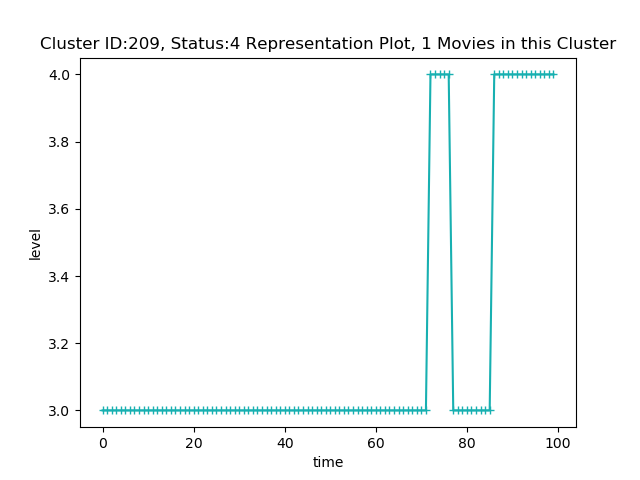 Cluster ID:209, Status:4 Representation Plot, 1 Movies in this Cluster
4.0
3.8
3.6
3.4
3.2
3.0
level
0 20 40 60 80 100
time